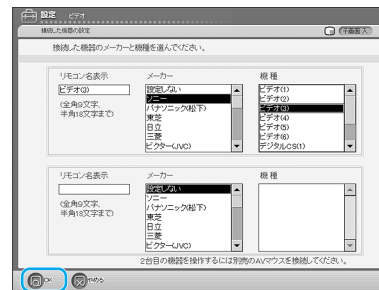 設定 ビデオ
接続した機器の設定 子画面入
接続した機器のメーカーと機種を選んでください。
リモコン名表示 メーカー 機種
ビデオ(3) 設定しない ビデオ(1)
ソニー ビデオ(2)
(全角9文字、 パナソニック(松下) ビデオ(3)
半角18文字まで) 東芝 ビデオ(4)
日立 ビデオ(5)
三菱 ビデオ(6)
ビクター(JVC) デジタルCS(1)
リモコン名表示 メーカー 機種
設定しない
ソニー
(全角9文字、 パナソニック(松下)
半角18文字まで) 東芝
日立
三菱
ビクター(JVC)
2台目の機器を操作するには別売のAVマウスを接続してください。
OK やめる